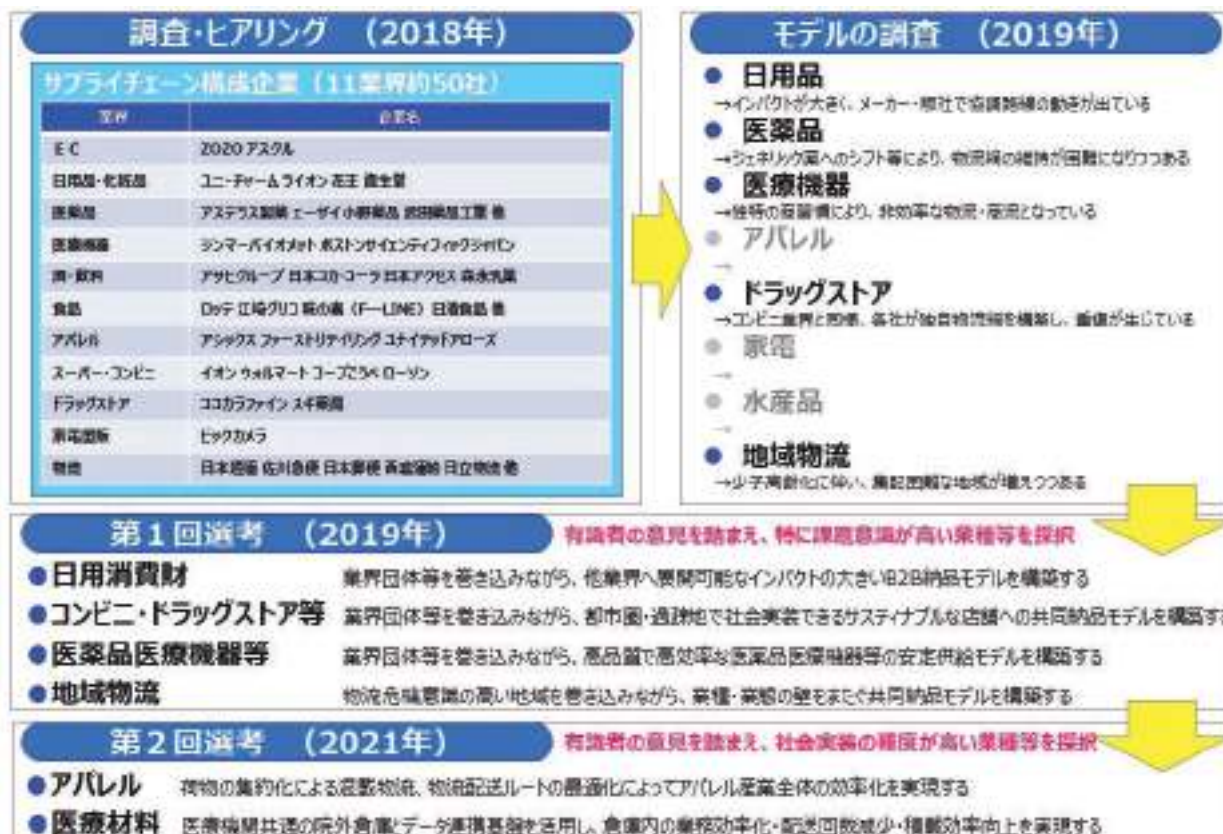 調査・ヒアリング （2018年）
サプライチェーン構成企業（11業界約50社）
業種 企業名
EC ZOZO アスクル
日用品・化粧品 ユニ・チャーム ライオン 花王 資生堂
医薬品 アステラス製薬 エーザイ 小野薬品 武田薬品工業 他
医療機器 ジンマーバイオメット ボストンサイエンティフィックジャパン
酒・飲料 アサヒグループ 日本コカ・コーラ 日本アクセス 森永乳業
食品 ロッテ 江崎グリコ 味の素（F-LINE）日清食品 他
アパレル アシックス ファーストリテイリング ユナイテッドアローズ
スーパー・コンビニ イオン ウォルマート コープこうべ ローソン
ドラッグストア ココカラファイン スギ薬局
家電量販 ビックカメラ
物流 日本通運 佐川急便 日本郵便 西濃運輸 日立物流 他
モデルの調査 （2019年）
● 日用品
→インパクトが大きく、メーカー・卸社で協調路線の動きが出ている
● 医薬品
→ジェネリック薬へのシフト等により、物流網の維持が困難になりつつある
● 医療機器
→独特の商習慣により、非効率な物流・商流となっている
● アパレル
→
● ドラッグストア
→コンビニ業界と同様、各社が独自物流網を構築し、重複が生じている
● 家電
→
● 水産品
→
● 地域物流
→少子高齢化に伴い、集配困難な地域が増えつつある
第1回選考 （2019年） 有識者の意見を踏まえ、特に課題意識が高い業種等を採択
●日用消費財 業界団体等を巻き込みながら、他業界へ展開可能なインパクトの大きいB2B納品モデルを構築する
●コンビニ・ドラッグストア等 業界団体等を巻き込みながら、都市圏・過疎地で社会実装できるサスティナブルな店舗への共同納品モデルを構築する
●医薬品医療機器等 業界団体等を巻き込みながら、高品質で高効率な医薬品医療機器等の安定供給モデルを構築する
●地域物流 物流危機意識の高い地域を巻き込みながら、業種・業態の壁をまたぐ共同納品モデルを構築する
第2回選考 （2021年） 有識者の意見を踏まえ、社会実装の確度が高い業種等を採択
●アパレル 荷物の集約化による混載物流、物流配送ルートの最適化によってアパレル産業全体の効率化を実現する
●医療材料 医療機関共通の院外倉庫とデータ連携基盤を活用し、倉庫内の業務効率化・配送回数減少・積載効率向上を実現する